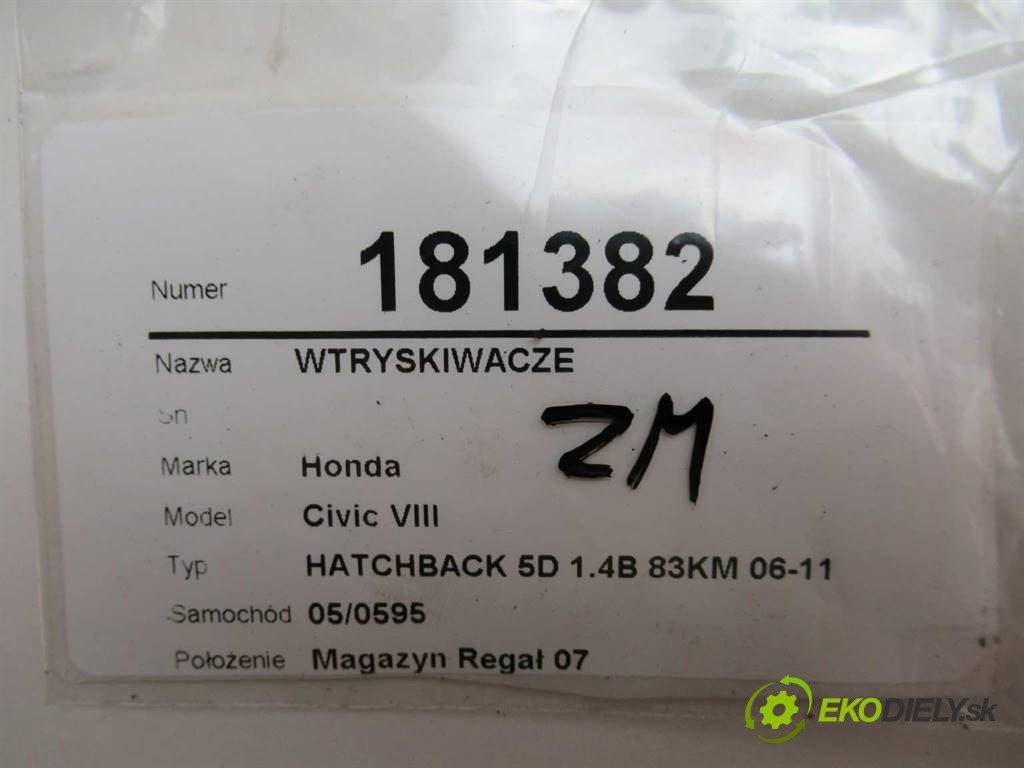 Numer 181382
Nazwa WTRYSKIWACZE
Sn
ZM
Marka Honda
Model Civic VIII
Typ HATCHBACK 5D 1.4B 83KM 06-11
Samochód 05/0595
Położenie Magazyn Regał 07
EKODIELY.sk